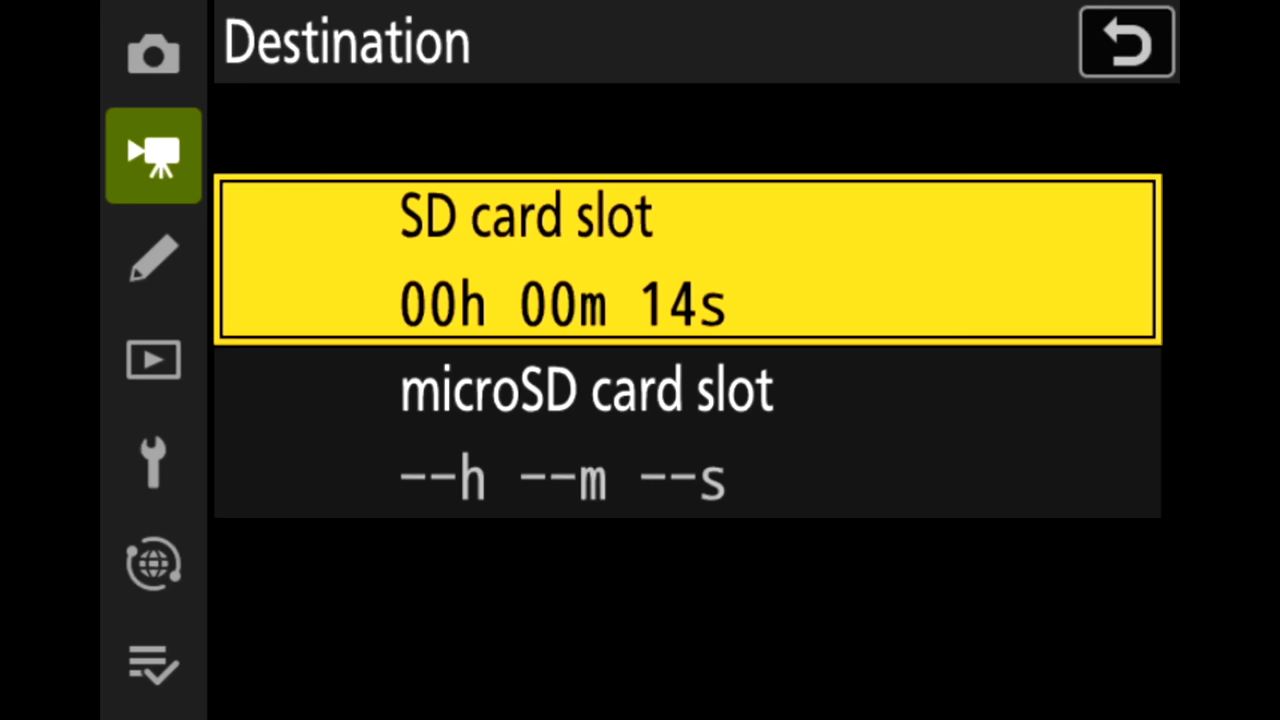 Destination
SD card slot
00h 00m 14s
microSD card slot
--h --m --s